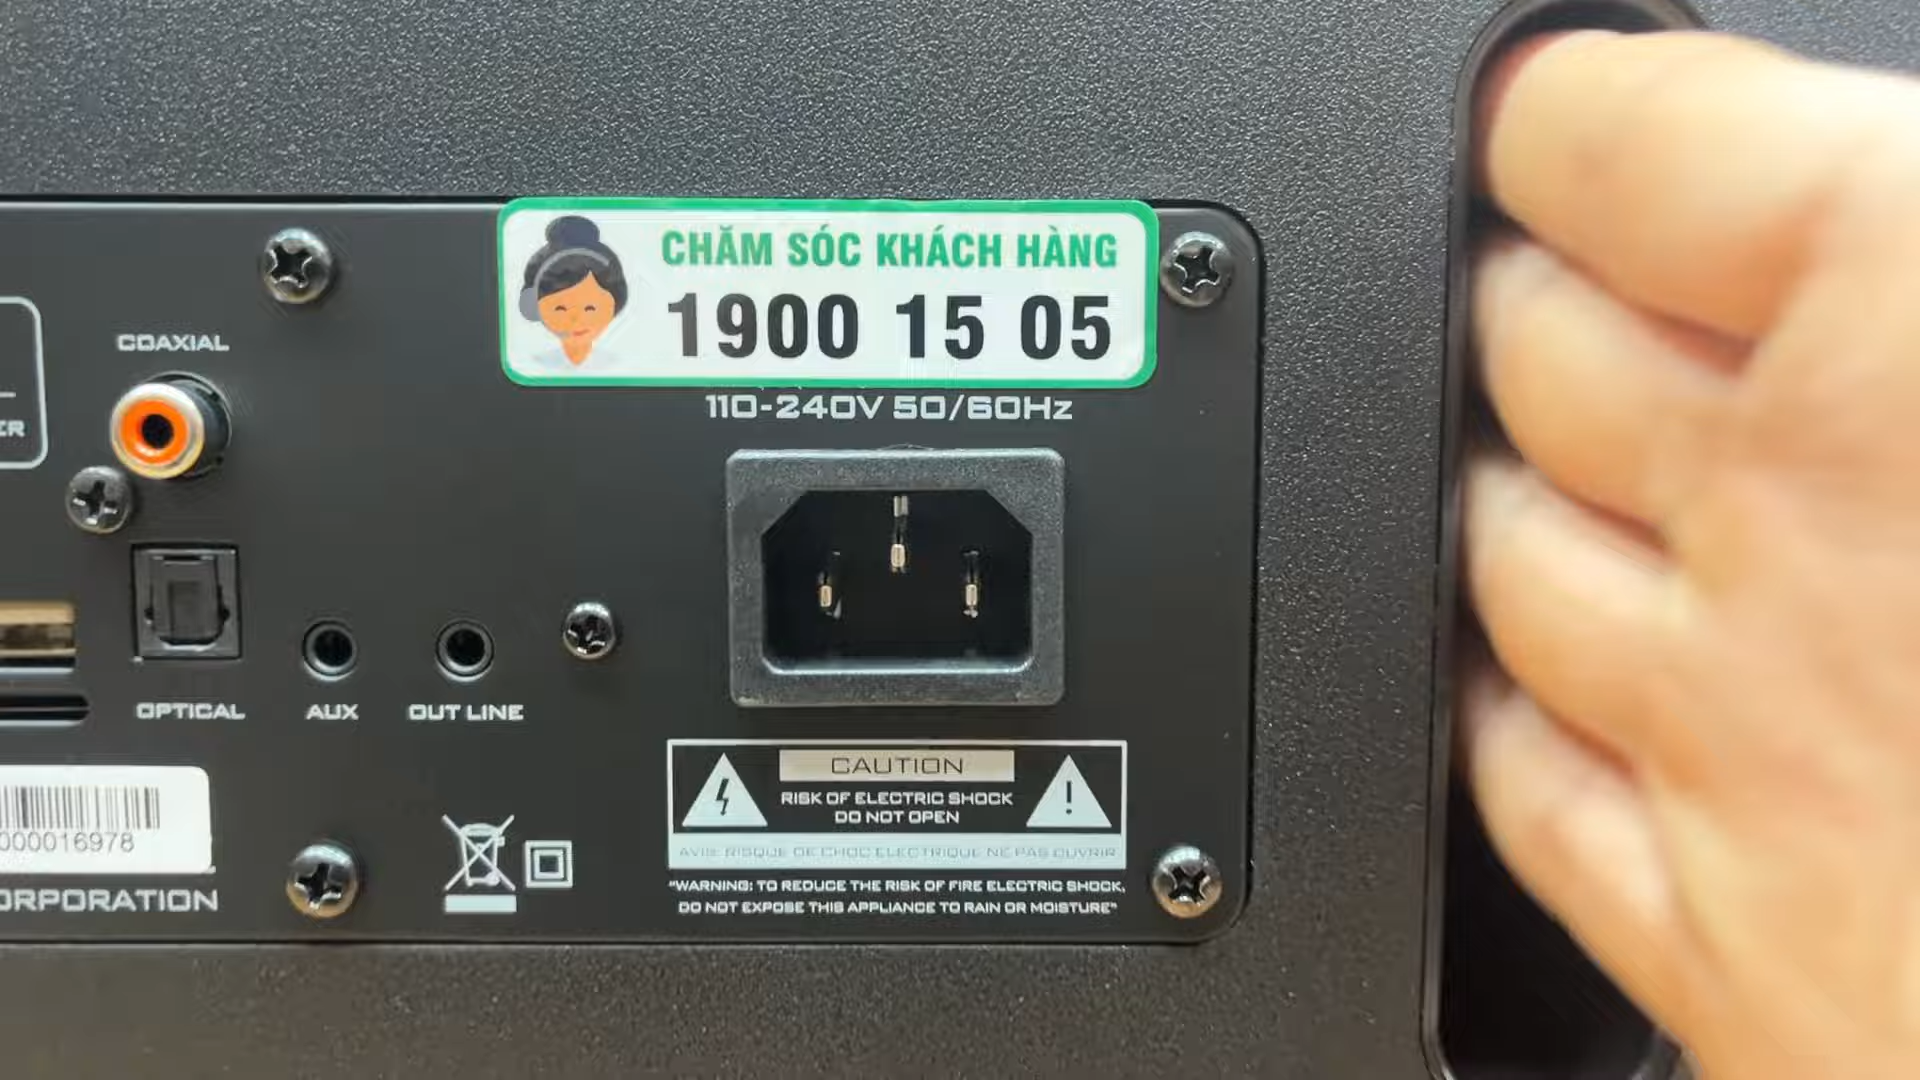 CHĂM SÓC KHÁCH HÀNG
1900 15 05
110-240V 50/60Hz
COAXIAL
ER
OPTICAL
AUX
OUT LINE
CAUTION
RISK OF ELECTRIC SHOCK
DO NOT OPEN
AVIS: RISQUE DE CHOC ELECTRIQUE NE PAS OUVRIR
"WARNING: TO REDUCE THE RISK OF FIRE ELECTRIC SHOCK,
DO NOT EXPOSE THIS APPLIANCE TO RAIN OR MOISTURE"
000016978
ORPORATION